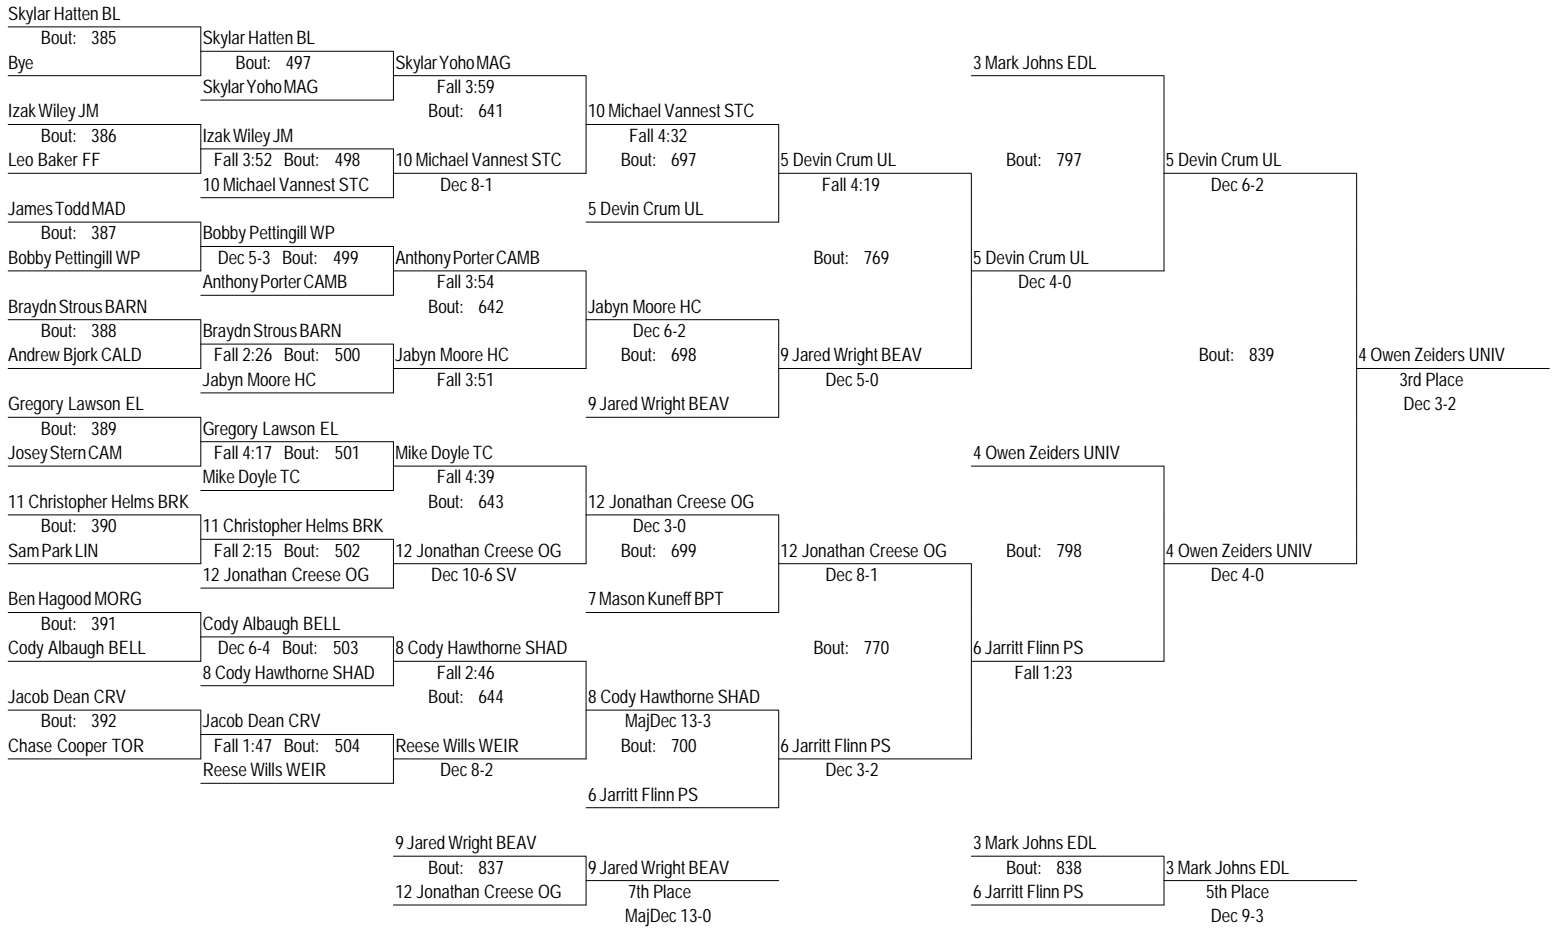 Skylar Hatten BL
Bout: 385
Skylar Hatten BL
Bye
Bout: 497
Skylar Yoho MAG
3 Mark Johns EDL
Skylar Yoho MAG
Fall 3:59
Izak Wiley JM
Bout: 641
10 Michael Vannest STC
Bout: 386
Izak Wiley JM
Fall 4:32
Leo Baker FF
Fall 3:52 Bout: 498
10 Michael Vannest STC
Bout: 697
5 Devin Crum UL
Bout: 797
5 Devin Crum UL
10 Michael Vannest STC
Dec 8-1
Fall 4:19
Dec 6-2
James Todd MAD
5 Devin Crum UL
Bout: 387
Bobby Pettingill WP
Bobby Pettingill WP
Dec 5-3 Bout: 499
Anthony Porter CAMB
Bout: 769
5 Devin Crum UL
Anthony Porter CAMB
Fall 3:54
Dec 4-0
Braydn Strous BARN
Bout: 642
Jabyn Moore HC
Bout: 388
Braydn Strous BARN
Dec 6-2
Andrew Bjork CALD
Fall 2:26 Bout: 500
Jabyn Moore HC
Bout: 698
9 Jared Wright BEAV
Bout: 839
4 Owen Zeiders UNIV
Jabyn Moore HC
Fall 3:51
Dec 5-0
3rd Place
Gregory Lawson EL
9 Jared Wright BEAV
Dec 3-2
Bout: 389
Gregory Lawson EL
Josey Stern CAM
Fall 4:17 Bout: 501
Mike Doyle TC
4 Owen Zeiders UNIV
Mike Doyle TC
Fall 4:39
11 Christopher Helms BRK
Bout: 643
12 Jonathan Creese OG
Bout: 390
11 Christopher Helms BRK
Dec 3-0
Sam Park LIN
Fall 2:15 Bout: 502
12 Jonathan Creese OG
Bout: 699
12 Jonathan Creese OG
Bout: 798
4 Owen Zeiders UNIV
12 Jonathan Creese OG
Dec 10-6 SV
Dec 8-1
Dec 4-0
Ben Hagood MORG
7 Mason Kuneff BPT
Bout: 391
Cody Albaugh BELL
Cody Albaugh BELL
Dec 6-4 Bout: 503
8 Cody Hawthorne SHAD
Bout: 770
6 Jarritt Flinn PS
8 Cody Hawthorne SHAD
Fall 2:46
Fall 1:23
Jacob Dean CRV
Bout: 644
8 Cody Hawthorne SHAD
Bout: 392
Jacob Dean CRV
MajDec 13-3
Chase Cooper TOR
Fall 1:47 Bout: 504
Reese Wills WEIR
Bout: 700
6 Jarritt Flinn PS
Reese Wills WEIR
Dec 8-2
Dec 3-2
6 Jarritt Flinn PS
9 Jared Wright BEAV
3 Mark Johns EDL
Bout: 837
9 Jared Wright BEAV
Bout: 838
3 Mark Johns EDL
12 Jonathan Creese OG
7th Place
6 Jarritt Flinn PS
5th Place
MajDec 13-0
Dec 9-3